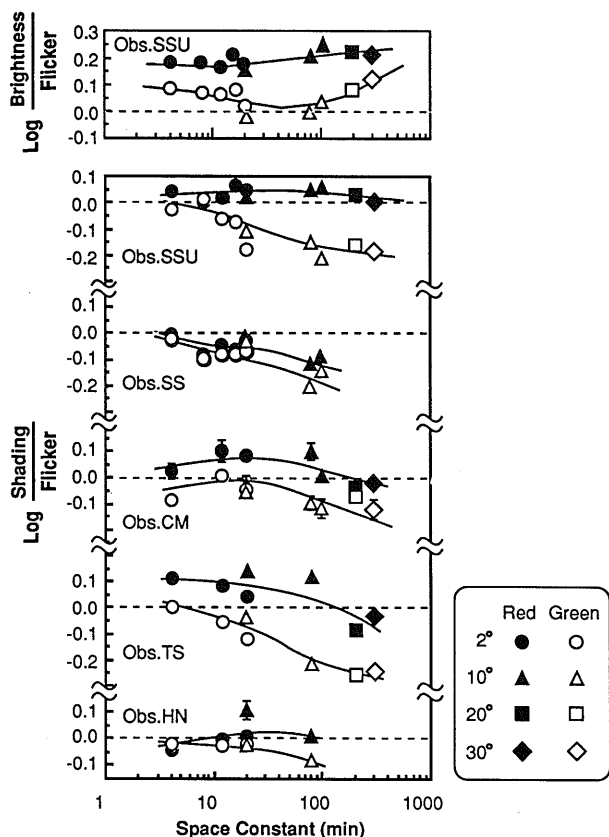 Log Brightness
Flicker
Obs.SSU
0.3
0.2
0.1
0.0
-0.1
1 10 100 1000
0.1
0.0
-0.1
-0.2
Obs.SSU
1000
0.1
0.0
-0.1
-0.2
Obs.SS
Log Shading
Flicker
0.1
0.0
-0.1
Obs.CM
0.1
0.0
-0.1
-0.2
Obs.TS
Obs.HN
0.0
-0.1
1 10 100 1000
Space Constant (min)
Red Green
2°
10°
20°
30°